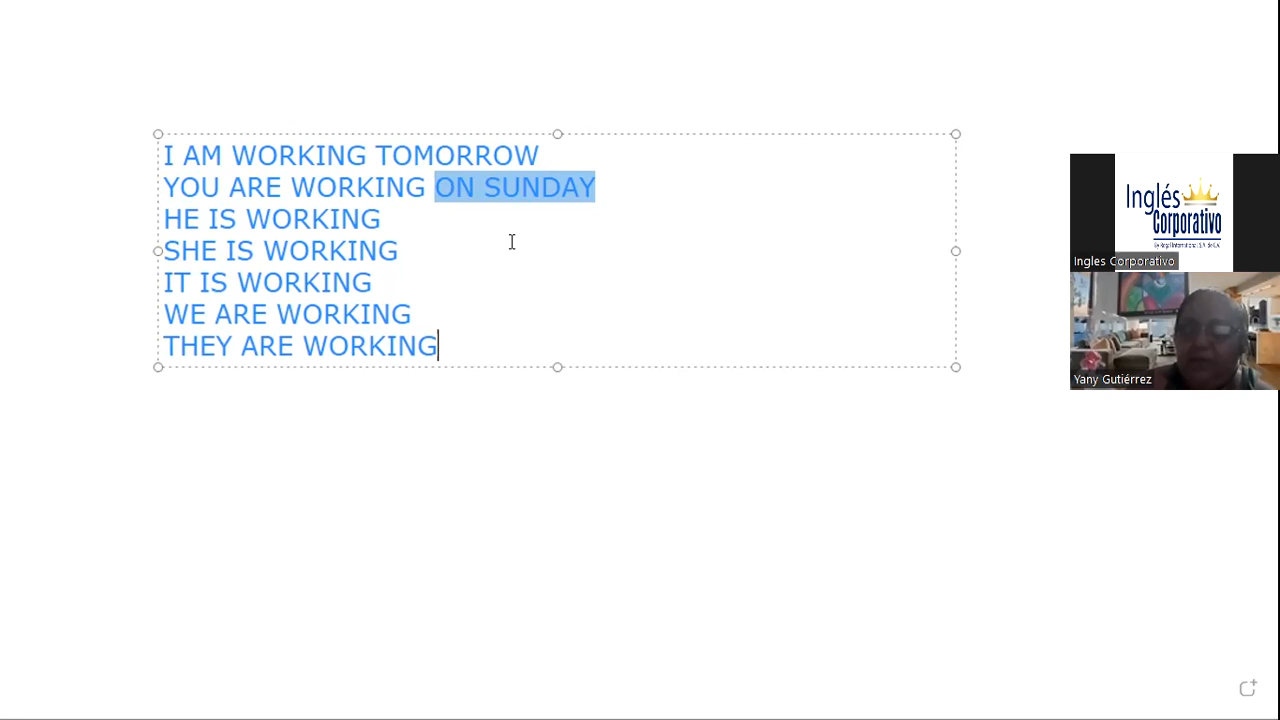 I AM WORKING TOMORROW
YOU ARE WORKING ON SUNDAY
HE IS WORKING
SHE IS WORKING
IT IS WORKING
WE ARE WORKING
THEY ARE WORKING
Inglés
Corporativo
Ingles Corporativo
Yany Gutiérrez